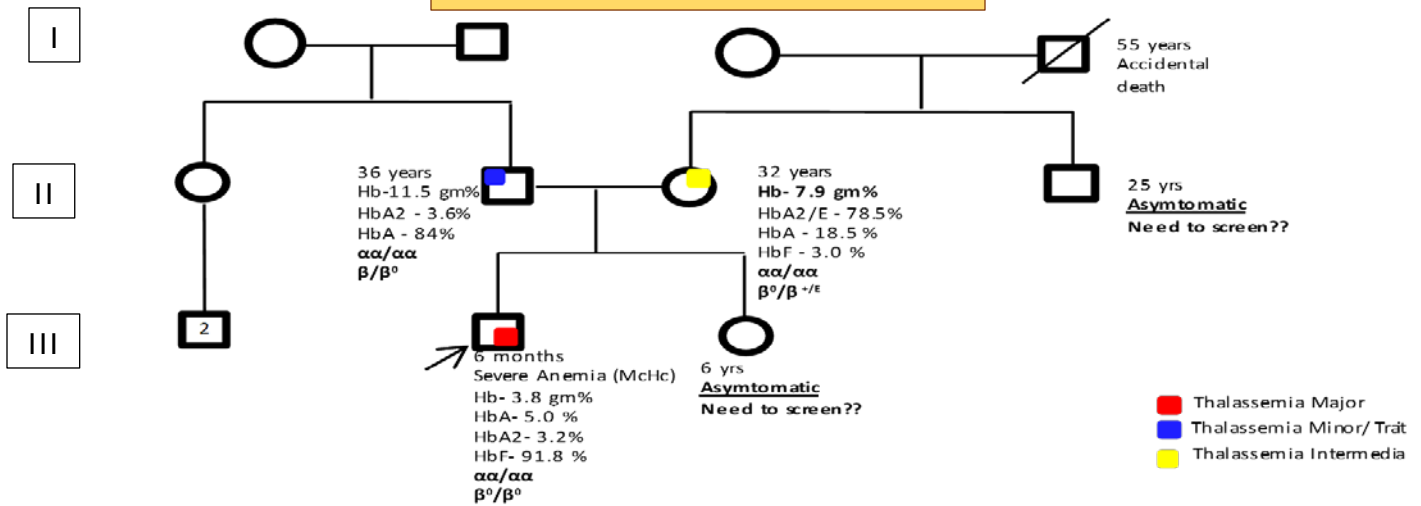 I
55 years
Accidental
death
II
36 years
Hb-11.5 gm%
HbA2 - 3.6%
HbA - 84%
αα/αα
β/β⁰
32 years
Hb- 7.9 gm%
HbA2/E - 78.5%
HbA - 18.5 %
HbF - 3.0 %
αα/αα
β⁰/β⁺/ᴱ
25 yrs
Asymtomatic
Need to screen??
III
2
6 months
Severe Anemia (McHc)
Hb- 3.8 gm%
HbA- 5.0 %
HbA2- 3.2%
HbF- 91.8 %
αα/αα
β⁰/β⁰
6 yrs
Asymtomatic
Need to screen??
Thalassemia Major
Thalassemia Minor/ Trait
Thalassemia Intermedia